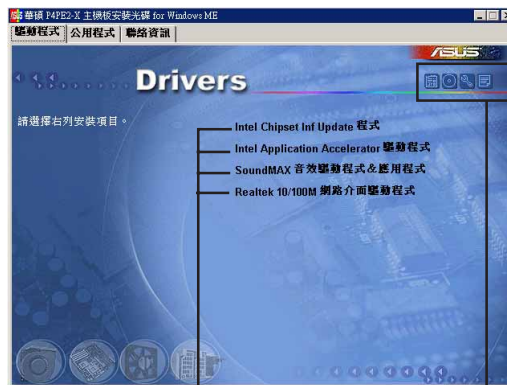 華碩 P4PE2-X 主機板安裝光碟 for Windows ME
驅動程式 公用程式 聯絡資訊
ASUS
Drivers
請選擇右列安裝項目。
Intel Chipset Inf Update 程式
Intel Application Accelerator 驅動程式
SoundMAX 音效驅動程式&應用程式
Realtek 10/100M 網路介面驅動程式